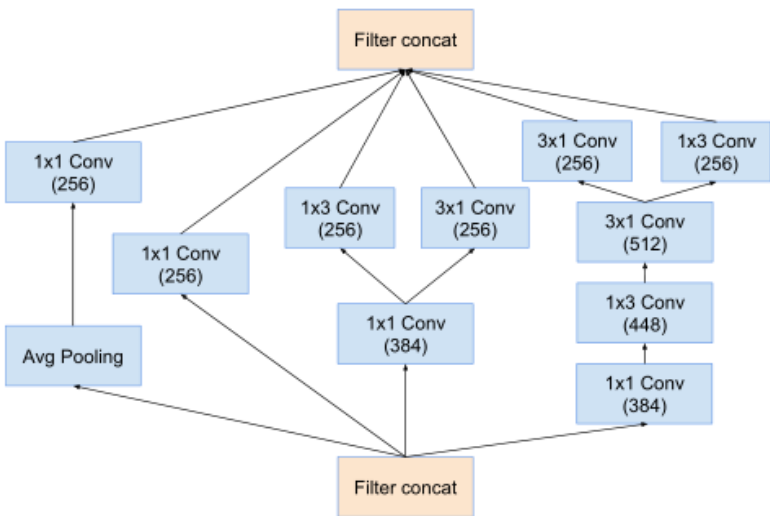 Filter concat
3x1 Conv
(256)
1x3 Conv
(256)
1x1 Conv
(256)
1x3 Conv
(256)
3x1 Conv
(256)
3x1 Conv
(512)
1x1 Conv
(256)
1x3 Conv
(448)
1x1 Conv
(384)
Avg Pooling
1x1 Conv
(384)
Filter concat